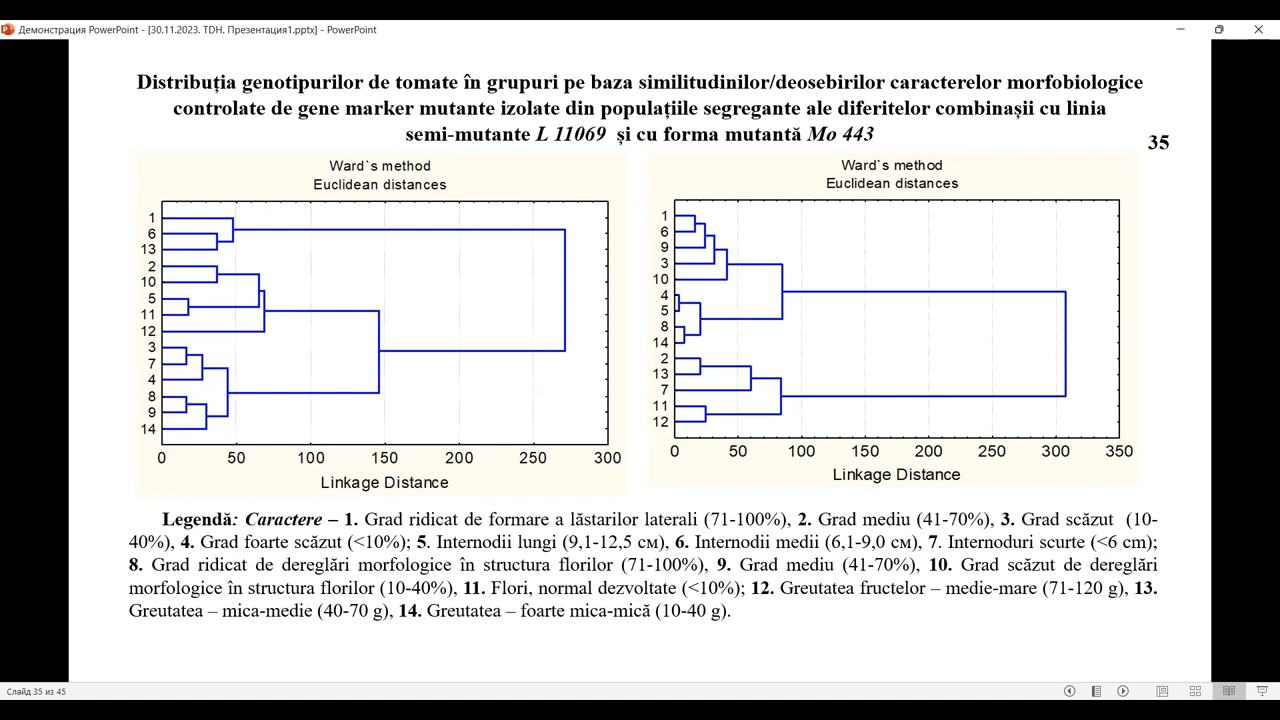 Демонстрация PowerPoint - [30.11.2023. TDH. Презентация1.pptx] - PowerPoint
Distribuția genotipurilor de tomate în grupuri pe baza similitudinilor/deosebirilor caracterelor morfobiologice
controlate de gene marker mutante izolate din populațiile segregante ale diferitelor combinașii cu linia
semi-mutante L 11069 și cu forma mutantă Mo 443
35
Ward`s method
Euclidean distances
1
6
13
2
10
5
11
12
3
7
4
8
9
14
0 50 100 150 200 250 300
Linkage Distance
Ward`s method
Euclidean distances
1
6
9
3
10
4
5
8
14
2
13
7
11
12
0 50 100 150 200 250 300 350
Linkage Distance
Legendă: Caractere – 1. Grad ridicat de formare a lăstarilor laterali (71-100%), 2. Grad mediu (41-70%), 3. Grad scăzut (10-
40%), 4. Grad foarte scăzut (<10%); 5. Internodii lungi (9,1-12,5 см), 6. Internodii medii (6,1-9,0 см), 7. Internoduri scurte (<6 cm);
8. Grad ridicat de dereglări morfologice în structura florilor (71-100%), 9. Grad mediu (41-70%), 10. Grad scăzut de dereglări
morfologice în structura florilor (10-40%), 11. Flori, normal dezvoltate (<10%); 12. Greutatea fructelor – medie-mare (71-120 g), 13.
Greutatea – mica-medie (40-70 g), 14. Greutatea – foarte mica-mică (10-40 g).
Слайд 35 из 45